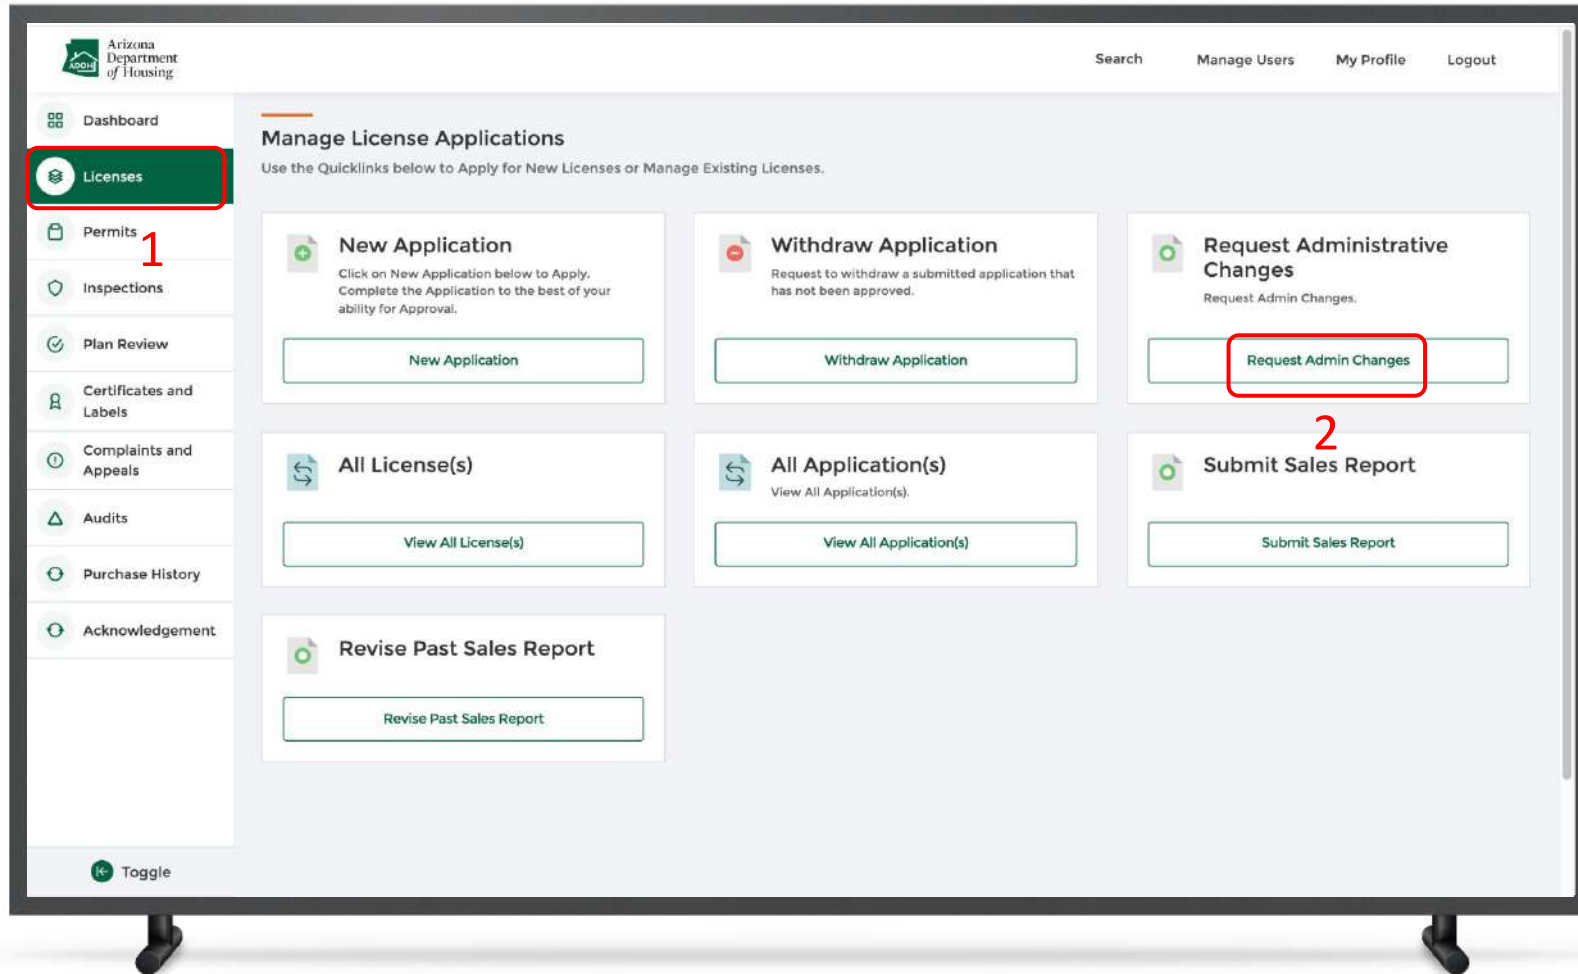 Arizona
Department
of Housing
ADOH
Search
Manage Users
My Profile
Logout
Dashboard
Licenses
Permits
1
Inspections
Plan Review
Certificates and
Labels
Complaints and
Appeals
Audits
Purchase History
Acknowledgement
Toggle
Manage License Applications
Use the Quicklinks below to Apply for New Licenses or Manage Existing Licenses.
New Application
Click on New Application below to Apply.
Complete the Application to the best of your
ability for Approval.
New Application
Withdraw Application
Request to withdraw a submitted application that
has not been approved.
Withdraw Application
Request Administrative
Changes
Request Admin Changes.
Request Admin Changes
2
All License(s)
View All License(s)
All Application(s)
View All Application(s).
View All Application(s)
Submit Sales Report
Submit Sales Report
Revise Past Sales Report
Revise Past Sales Report